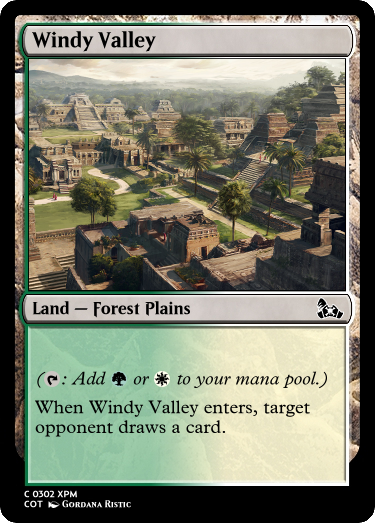 Windy Valley
Land — Forest Plains
(: Add or to your mana pool.)
When Windy Valley enters, target
opponent draws a card.
C 0302 XPM
COT Gordana Ristic